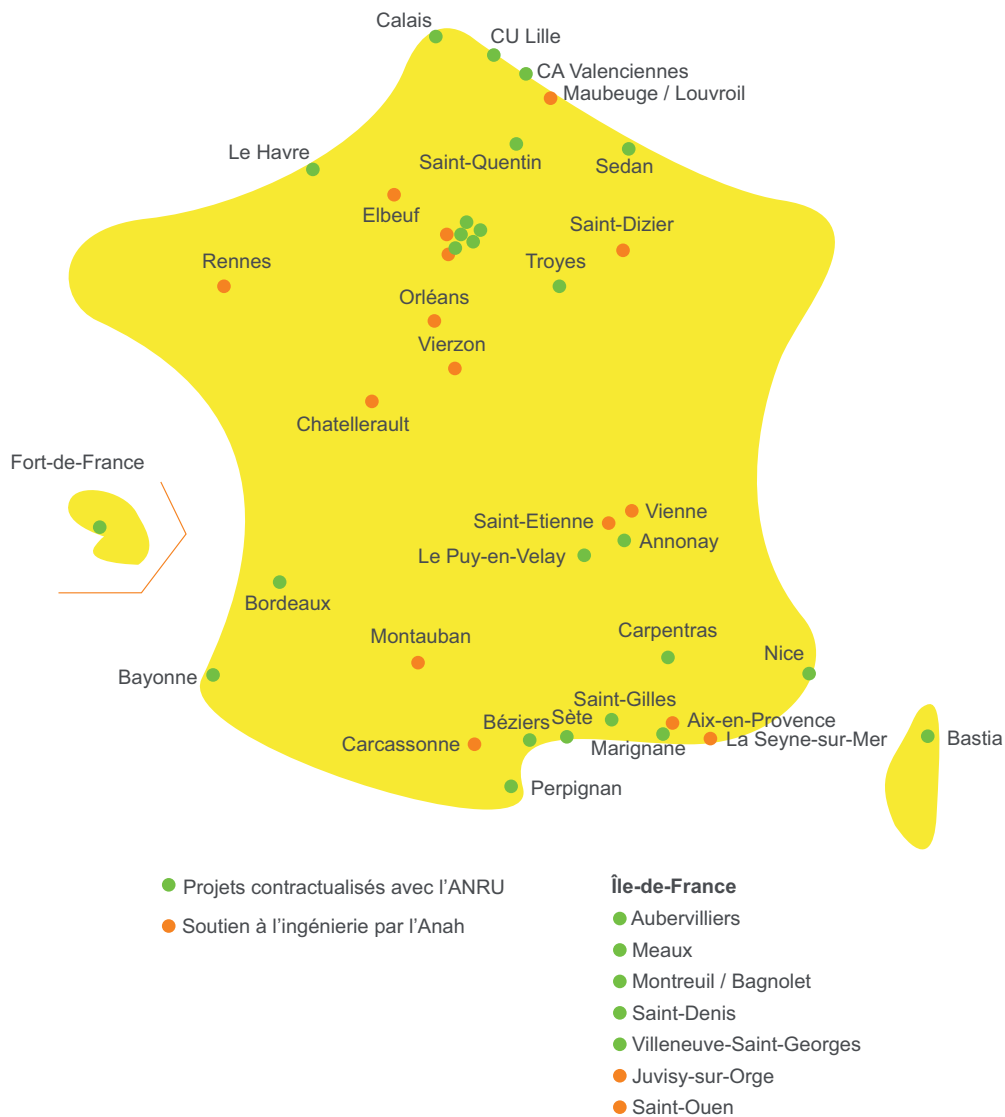 Calais
CU Lille
CA Valenciennes
Maubeuge / Louvroil
Le Havre
Saint-Quentin
Sedan
Elbeuf
Saint-Dizier
Rennes
Troyes
Orléans
Vierzon
Chatellerault
Fort-de-France
Vienne
Saint-Etienne
Annonay
Le Puy-en-Velay
Bordeaux
Montauban
Carpentras
Nice
Bayonne
Saint-Gilles
Béziers
Sète
Aix-en-Provence
Carcassonne
Marignane
La Seyne-sur-Mer
Bastia
Perpignan
Projets contractualisés avec l'ANRU
Soutien à l'ingénierie par l'Anah
Île-de-France
Aubervilliers
Meaux
Montreuil / Bagnolet
Saint-Denis
Villeneuve-Saint-Georges
Juvisy-sur-Orge
Saint-Ouen